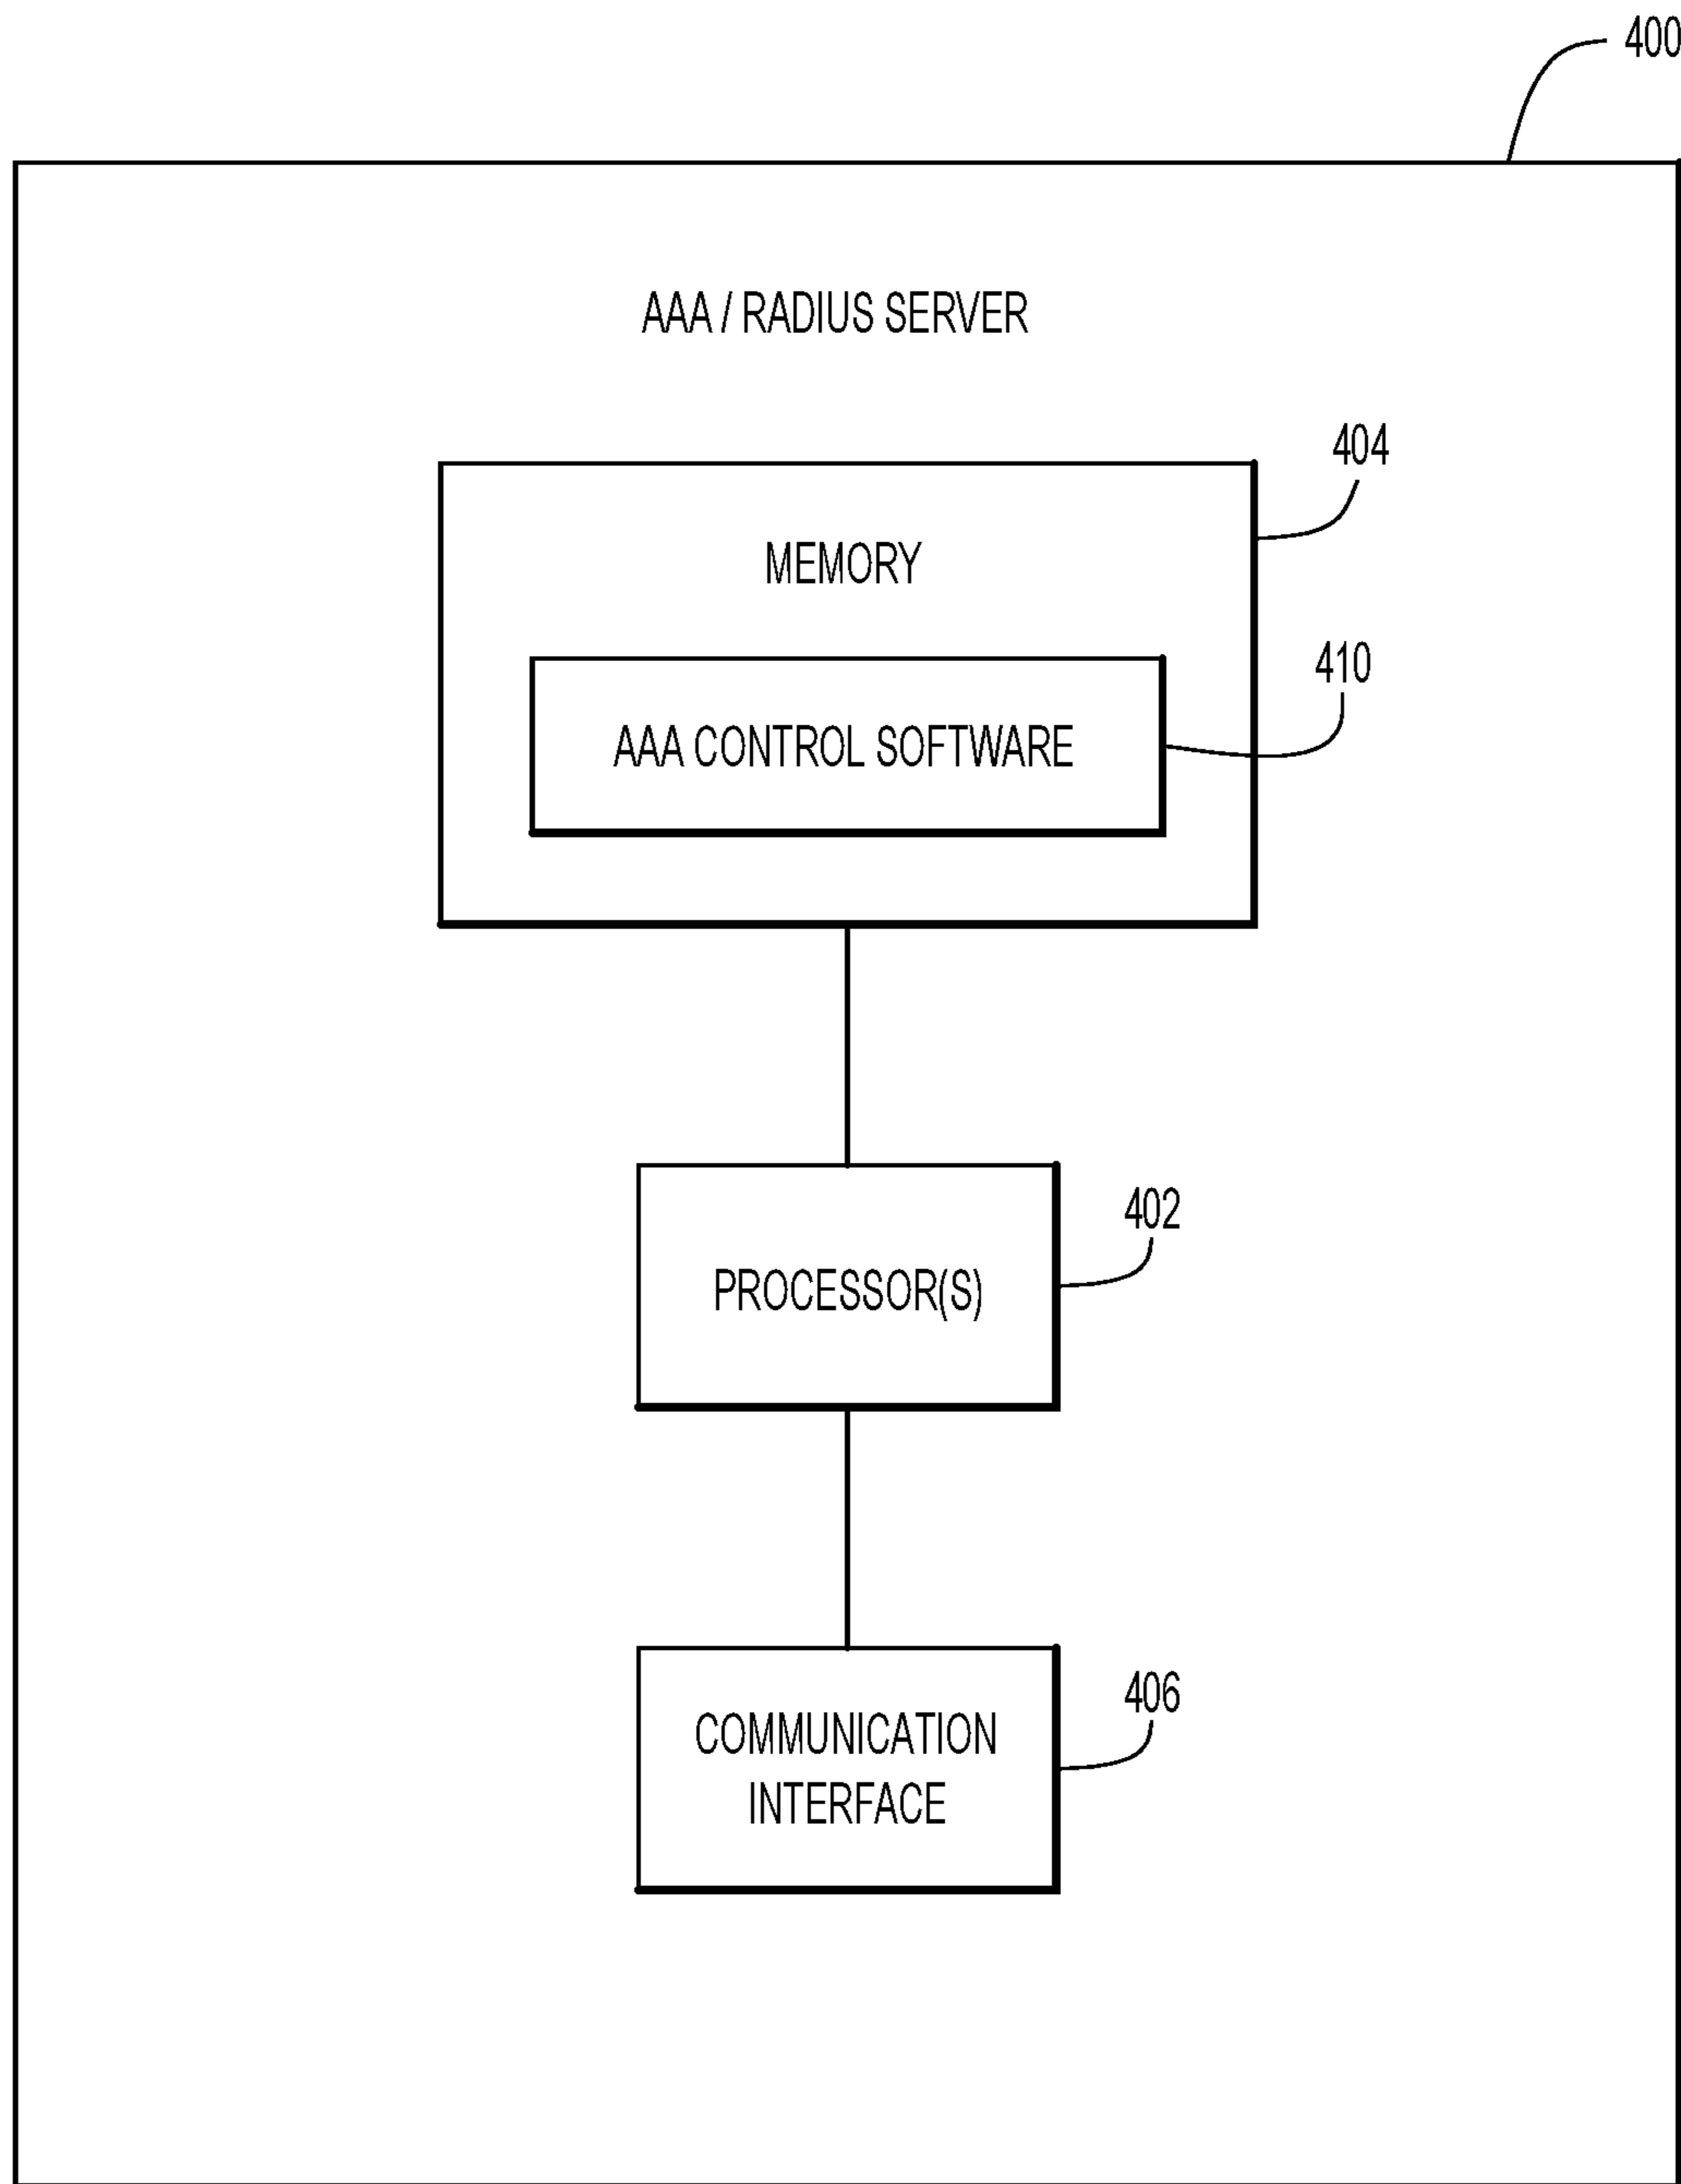 400
AAA / RADIUS SERVER
404
MEMORY
410
AAA CONTROL SOFTWARE
402
PROCESSOR(S)
406
COMMUNICATION
INTERFACE